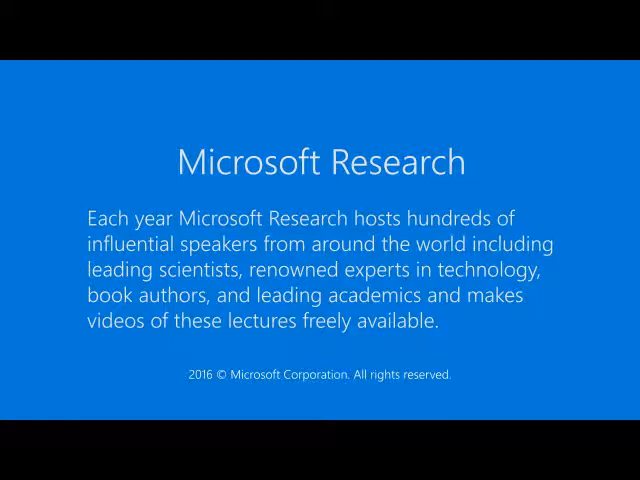 Microsoft Research
Each year Microsoft Research hosts hundreds of
influential speakers from around the world including
leading scientists, renowned experts in technology,
book authors, and leading academics and makes
videos of these lectures freely available.
2016 © Microsoft Corporation. All rights reserved.